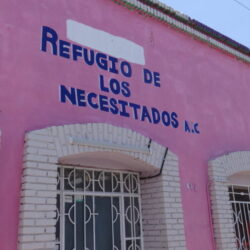 REFUGIO DE
LOS
NECESITADOS A.C